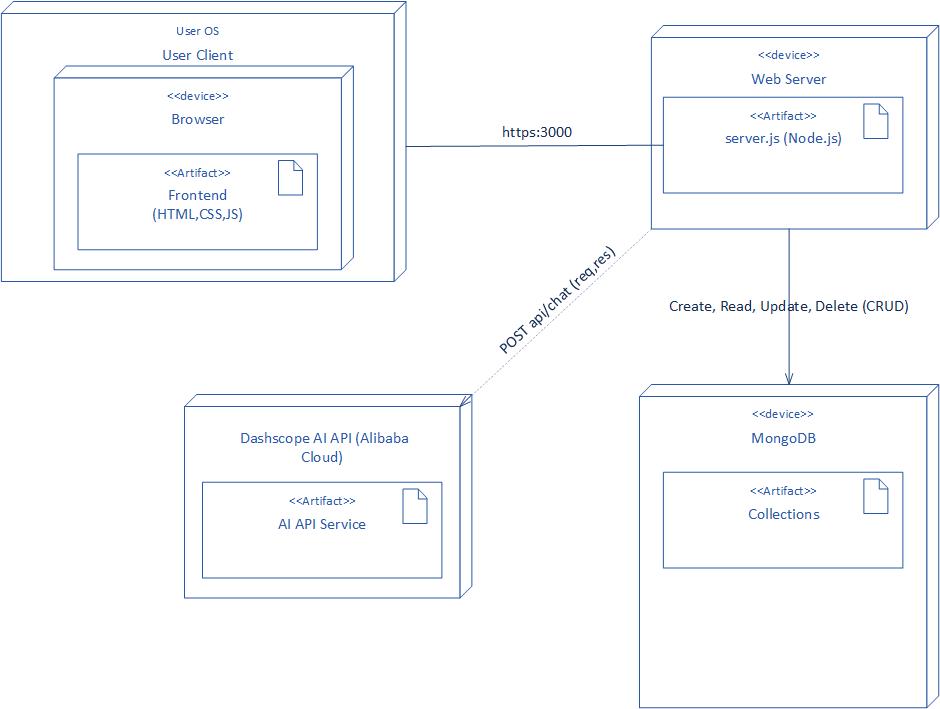 User OS
User Client
<<device>>
Browser
<<Artifact>>
Frontend
(HTML,CSS,JS)
https:3000
<<device>>
Web Server
<<Artifact>>
server.js (Node.js)
POST api/chat (req,res)
Create, Read, Update, Delete (CRUD)
Dashscope AI API (Alibaba
Cloud)
<<Artifact>>
AI API Service
<<device>>
MongoDB
<<Artifact>>
Collections